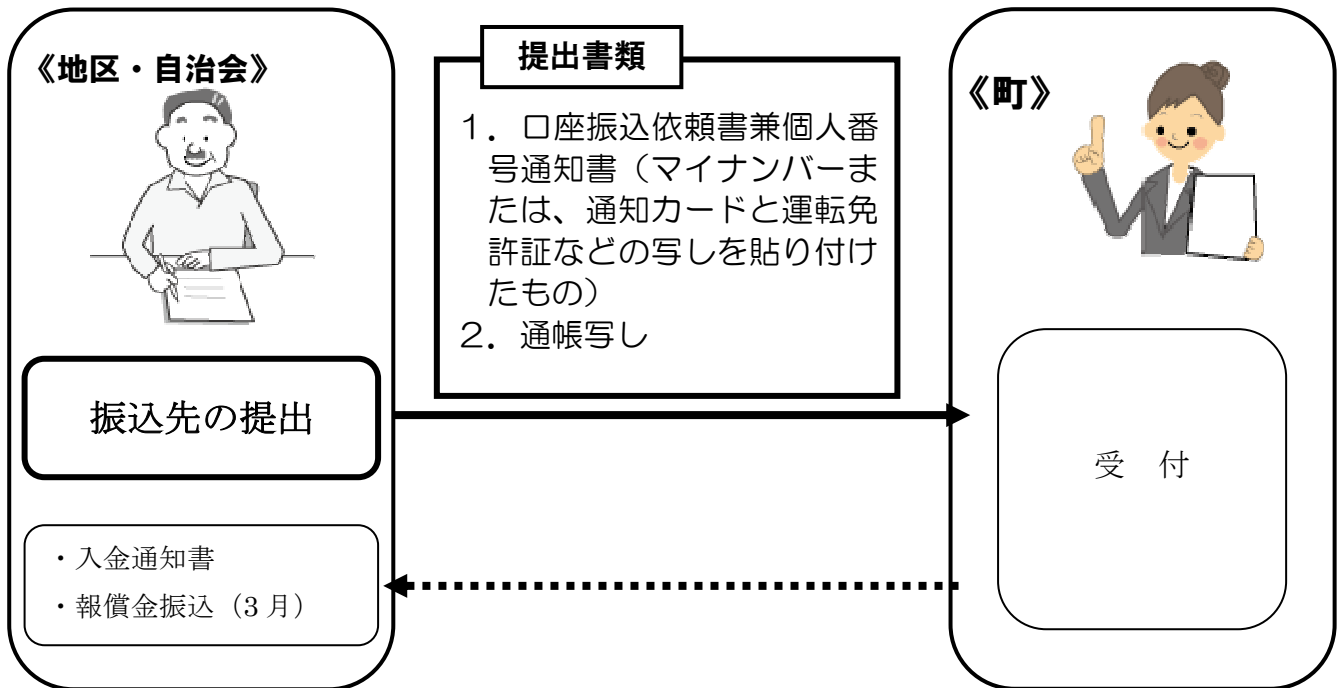 《地区・自治会》
提出書類
１．口座振込依頼書兼個人番
号通知書（マイナンバーま
たは、通知カードと運転免
許証などの写しを貼り付け
たもの）
２．通帳写し
《町》
振込先の提出
受　付
・入金通知書
・報償金振込（3 月）